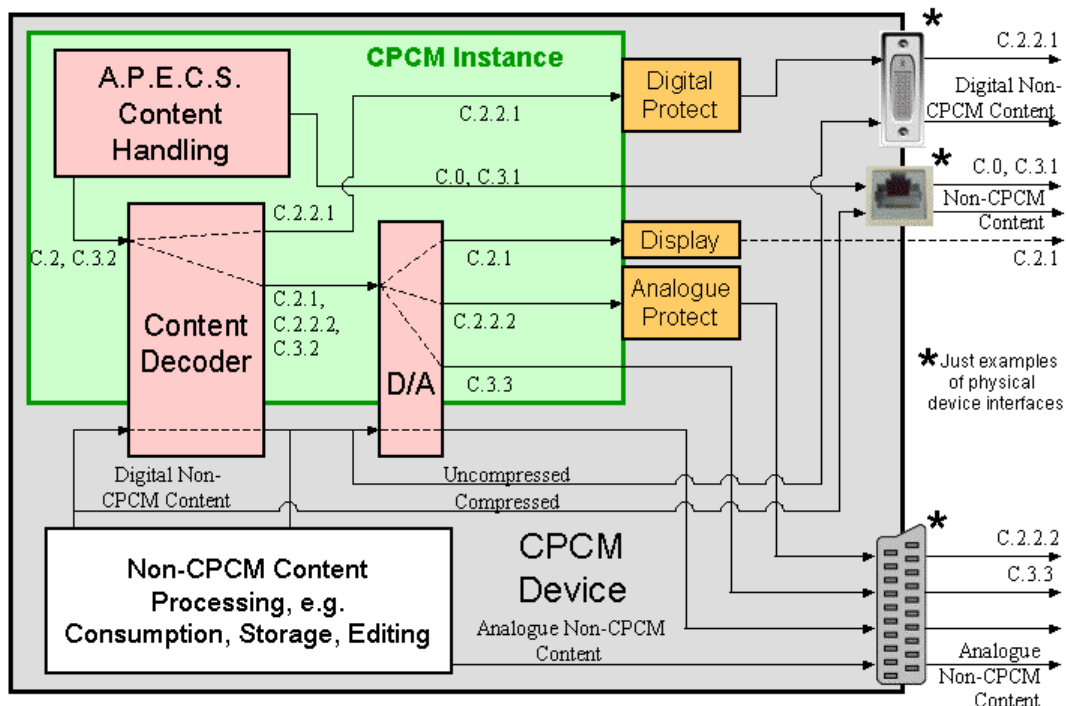 CPCM Instance
A.P.E.C.S.
Content
Handling
C.2.2.1
Digital
Protect
*
C.2.2.1
Digital Non-
CPCM Content
C.0, C.3.1
*
C.0, C.3.1
Non-CPCM
Content
C.2, C.3.2
C.2.2.1
C.2.1,
C.2.2.2,
C.3.2
Content
Decoder
D/A
C.2.1
Display
C.2.1
C.2.2.2
Analogue
Protect
C.3.3
*Just examples
of physical
device interfaces
Digital Non-
CPCM Content
Uncompressed
Compressed
Non-CPCM Content
Processing, e.g.
Consumption, Storage, Editing
CPCM
Device
Analogue Non-CPCM
Content
*
C.2.2.2
C.3.3
Analogue
Non-CPCM
Content